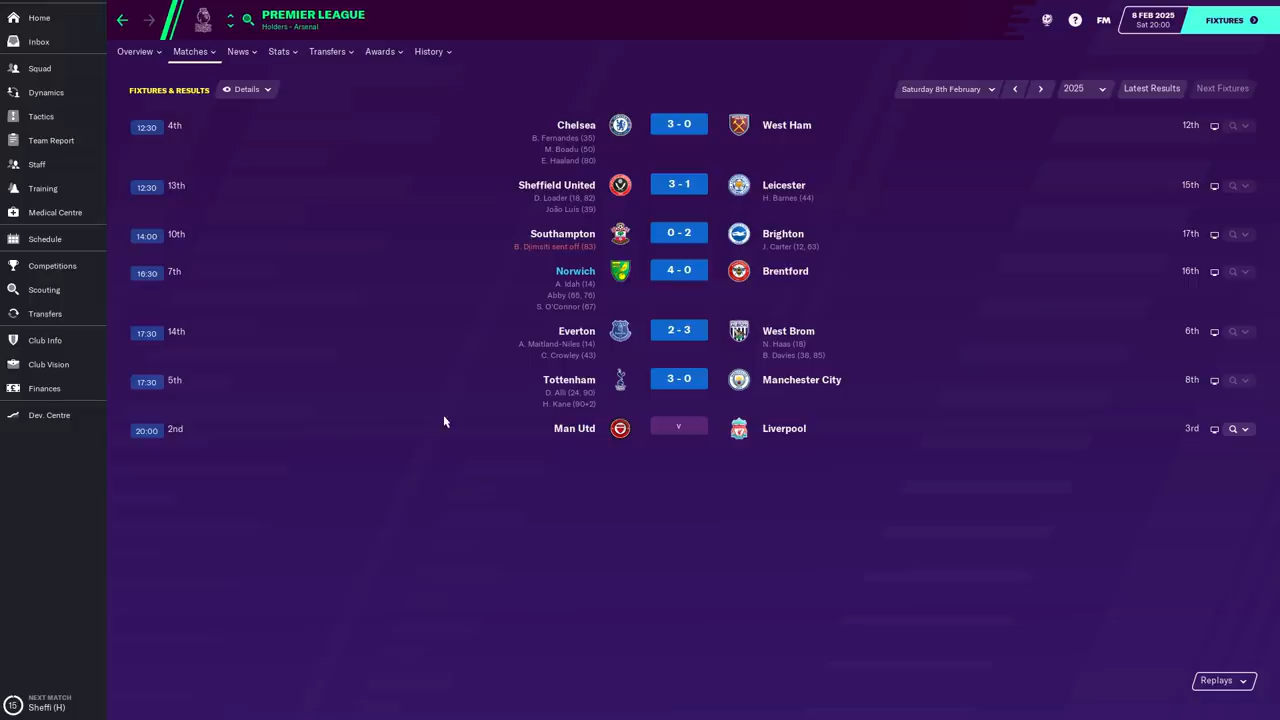 Home
Inbox
Squad
Dynamics
Tactics
Team Report
Staff
Training
Medical Centre
Schedule
Competitions
Scouting
Transfers
Club Info
Club Vision
Finances
Dev. Centre
15 NEXT MATCH
Sheffi (H)
PREMIER LEAGUE
Holders - Arsenal
? FM
8 FEB 2025
Sat 20:00
FIXTURES
Overview Matches News Stats Transfers Awards History
FIXTURES & RESULTS Details Saturday 8th February 2025 Latest Results Next Fixtures
12:30 4th Chelsea 3 - 0 West Ham 12th
B. Fernandes (35)
M. Boadu (50)
E. Haaland (80)
12:30 13th Sheffield United 3 - 1 Leicester 15th
D. Loader (18, 82) H. Barnes (44)
João Luis (39)
14:00 10th Southampton 0 - 2 Brighton 17th
B. Djimsiti sent off (83) J. Carter (12, 63)
16:30 7th Norwich 4 - 0 Brentford 16th
A. Idah (14)
Abby (65, 76)
S. O'Connor (67)
17:30 14th Everton 2 - 3 West Brom 6th
A. Maitland-Niles (14) N. Haas (18)
C. Crowley (43) B. Davies (38, 85)
17:30 5th Tottenham 3 - 0 Manchester City 8th
D. Alli (24, 90)
H. Kane (90+2)
20:00 2nd Man Utd v Liverpool 3rd
Replays